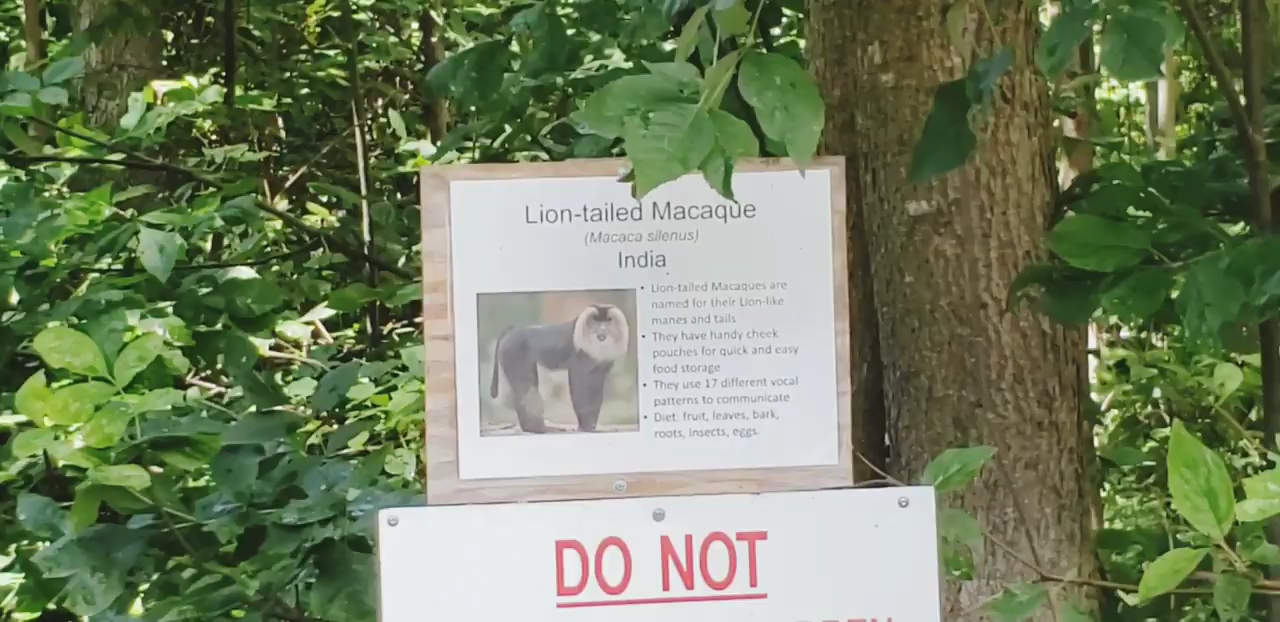 Lion-tailed Macaque
(Macaca silenus)
India
• Lion-tailed Macaques are
named for their Lion-like
manes and tails
• They have handy cheek
pouches for quick and easy
food storage
• They use 17 different vocal
patterns to communicate
• Diet: fruit, leaves, bark,
roots, insects, eggs.
DO NOT